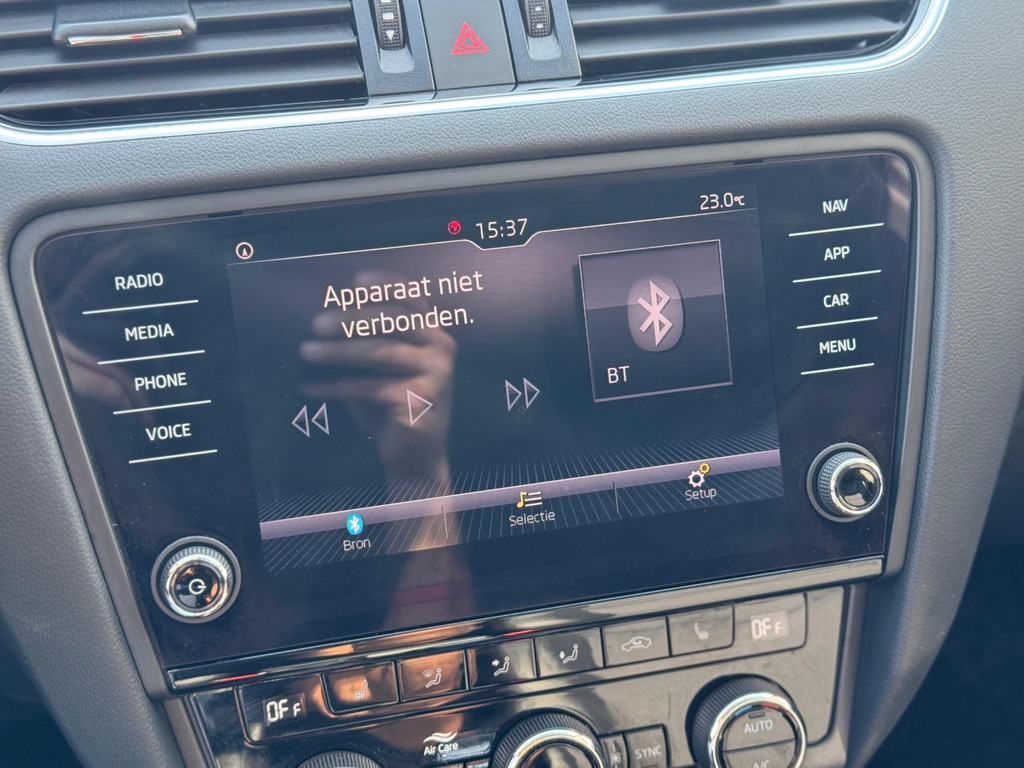 15:37
23.0°C
RADIO
MEDIA
PHONE
VOICE
Apparaat niet
verbonden.
BT
NAV
APP
CAR
MENU
Bron
Selectie
Setup
OFF
OFF
Air Care
SYNC
AUTO
A/C